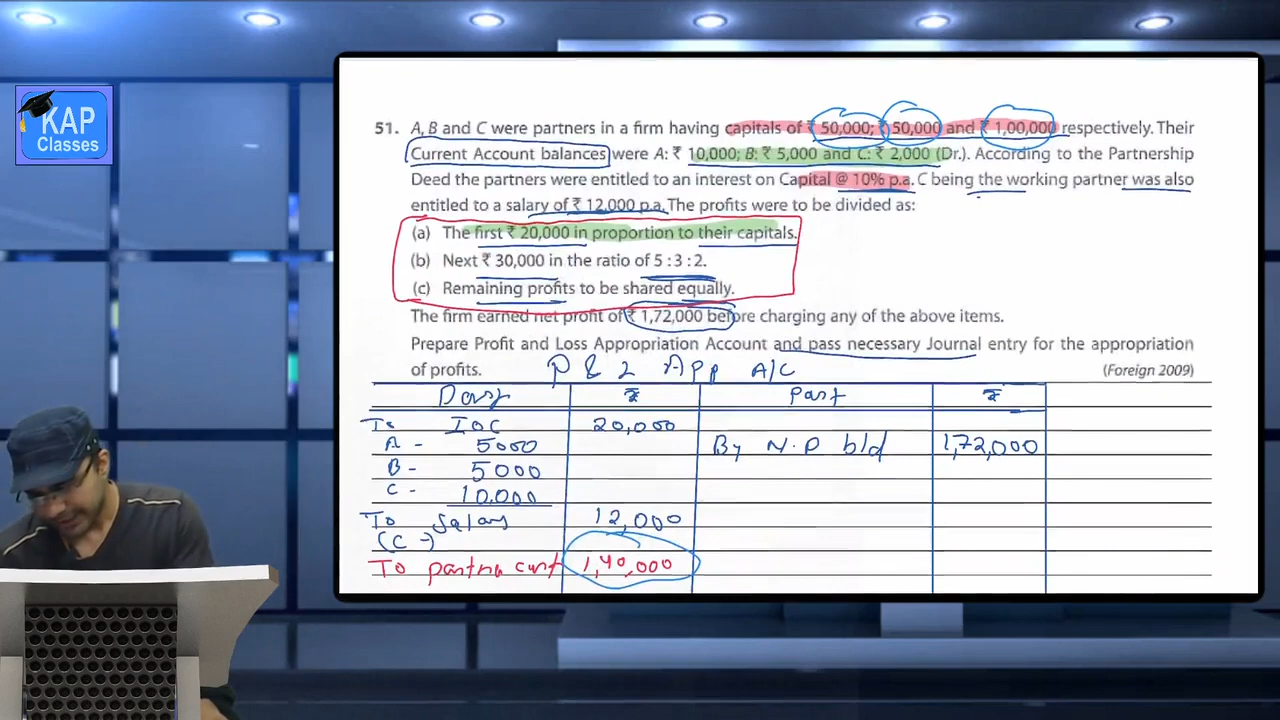 KAP
Classes
51. A, B and C were partners in a firm having capitals of ₹ 50,000; ₹ 50,000 and ₹ 1,00,000 respectively. Their
Current Account balances were A: ₹ 10,000; B: ₹ 5,000 and C: ₹ 2,000 (Dr.). According to the Partnership
Deed the partners were entitled to an interest on Capital @ 10% p.a. C being the working partner was also
entitled to a salary of ₹ 12,000 p.a. The profits were to be divided as:
(a) The first ₹ 20,000 in proportion to their capitals.
(b) Next ₹ 30,000 in the ratio of 5 : 3 : 2.
(c) Remaining profits to be shared equally.
The firm earned net profit of ₹ 1,72,000 before charging any of the above items.
Prepare Profit and Loss Appropriation Account and pass necessary Journal entry for the appropriation
of profits. (Foreign 2009)
P & L App A/C
₹ Part ₹
To IOC 20,000
A - 5000 By N.P b/d 1,72,000
B - 5000
C - 10,000
To Salary 12,000
(C →)
To partner curt 1,40,000